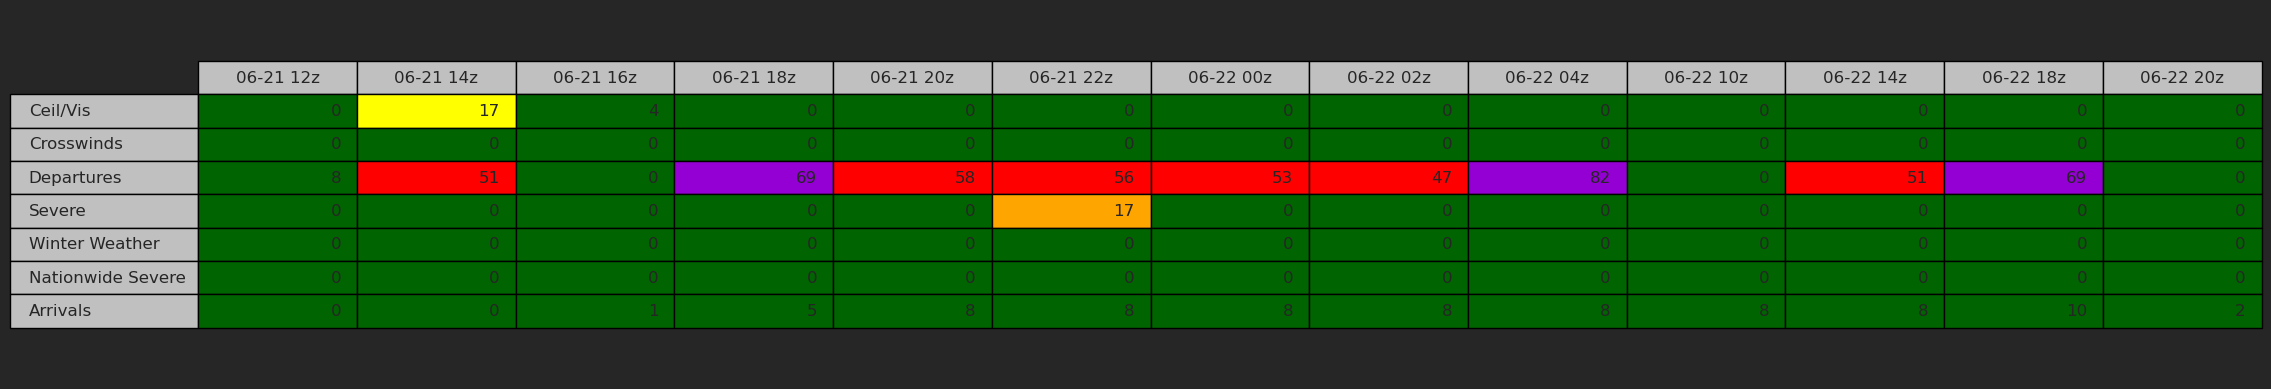 06-21 12z 06-21 14z 06-21 16z 06-21 18z 06-21 20z 06-21 22z 06-22 00z 06-22 02z 06-22 04z 06-22 10z 06-22 14z 06-22 18z 06-22 20z
Ceil/Vis 0 17 4 0 0 0 0 0 0 0 0 0 0
Crosswinds 0 0 0 0 0 0 0 0 0 0 0 0 0
Departures 8 51 0 69 58 56 53 47 82 0 51 69 0
Severe 0 0 0 0 0 17 0 0 0 0 0 0 0
Winter Weather 0 0 0 0 0 0 0 0 0 0 0 0 0
Nationwide Severe 0 0 0 0 0 0 0 0 0 0 0 0 0
Arrivals 0 0 1 5 8 8 8 8 8 8 8 10 2